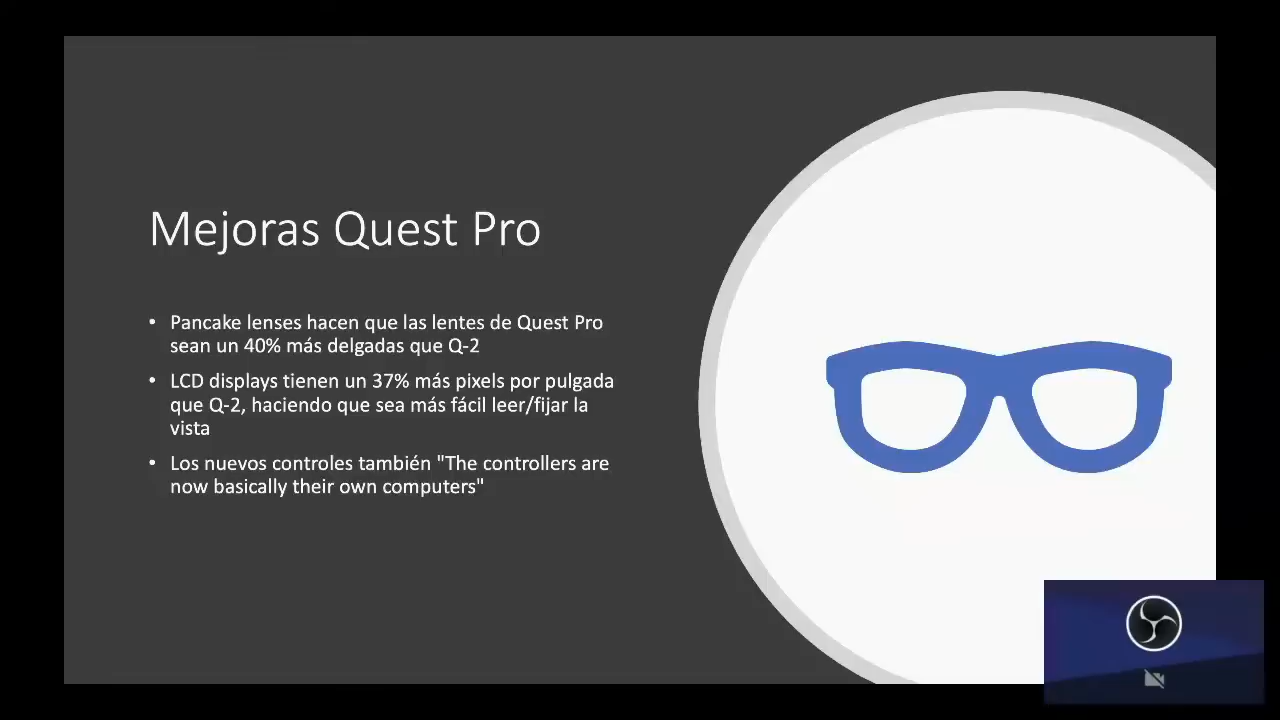 Mejoras Quest Pro
• Pancake lenses hacen que las lentes de Quest Pro
sean un 40% más delgadas que Q-2
• LCD displays tienen un 37% más pixels por pulgada
que Q-2, haciendo que sea más fácil leer/fijar la
vista
• Los nuevos controles también "The controllers are
now basically their own computers"